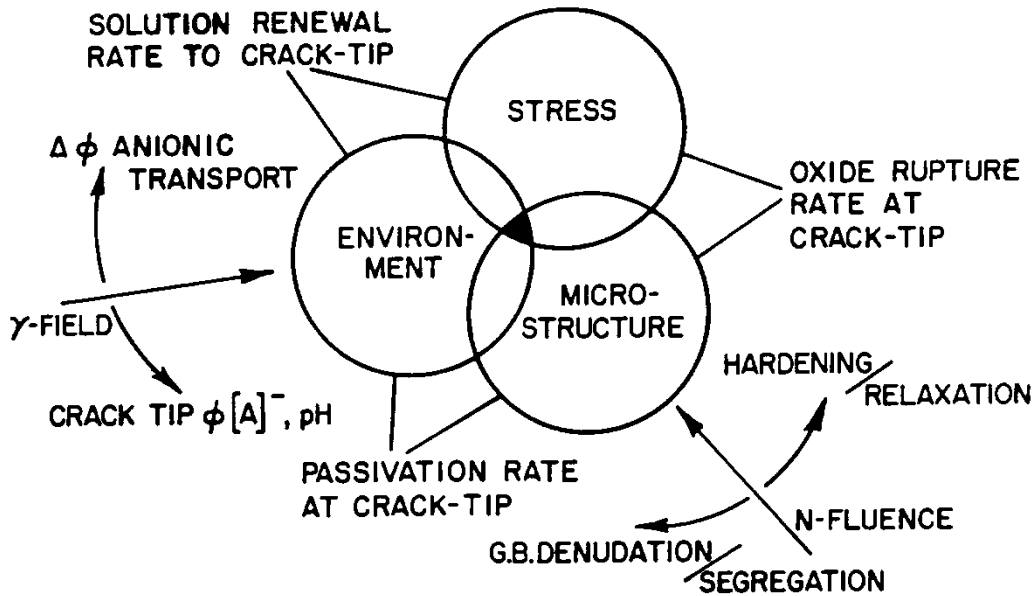 SOLUTION RENEWAL
RATE TO CRACK-TIP
STRESS
Δ ϕ ANIONIC
TRANSPORT
OXIDE RUPTURE
RATE AT
CRACK-TIP
ENVIRON-
MENT
MICRO-
STRUCTURE
γ-FIELD
CRACK TIP ϕ[A]⁻, pH
HARDENING/
RELAXATION
PASSIVATION RATE
AT CRACK-TIP
N-FLUENCE
G.B.DENUDATION/
SEGREGATION